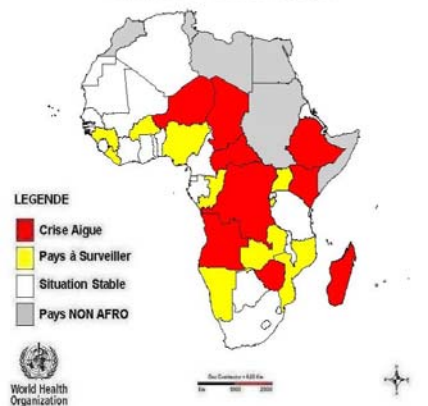 LEGENDE
Crise Aigue
Pays à Surveiller
Situation Stable
Pays NON AFRO
World Health
Organization